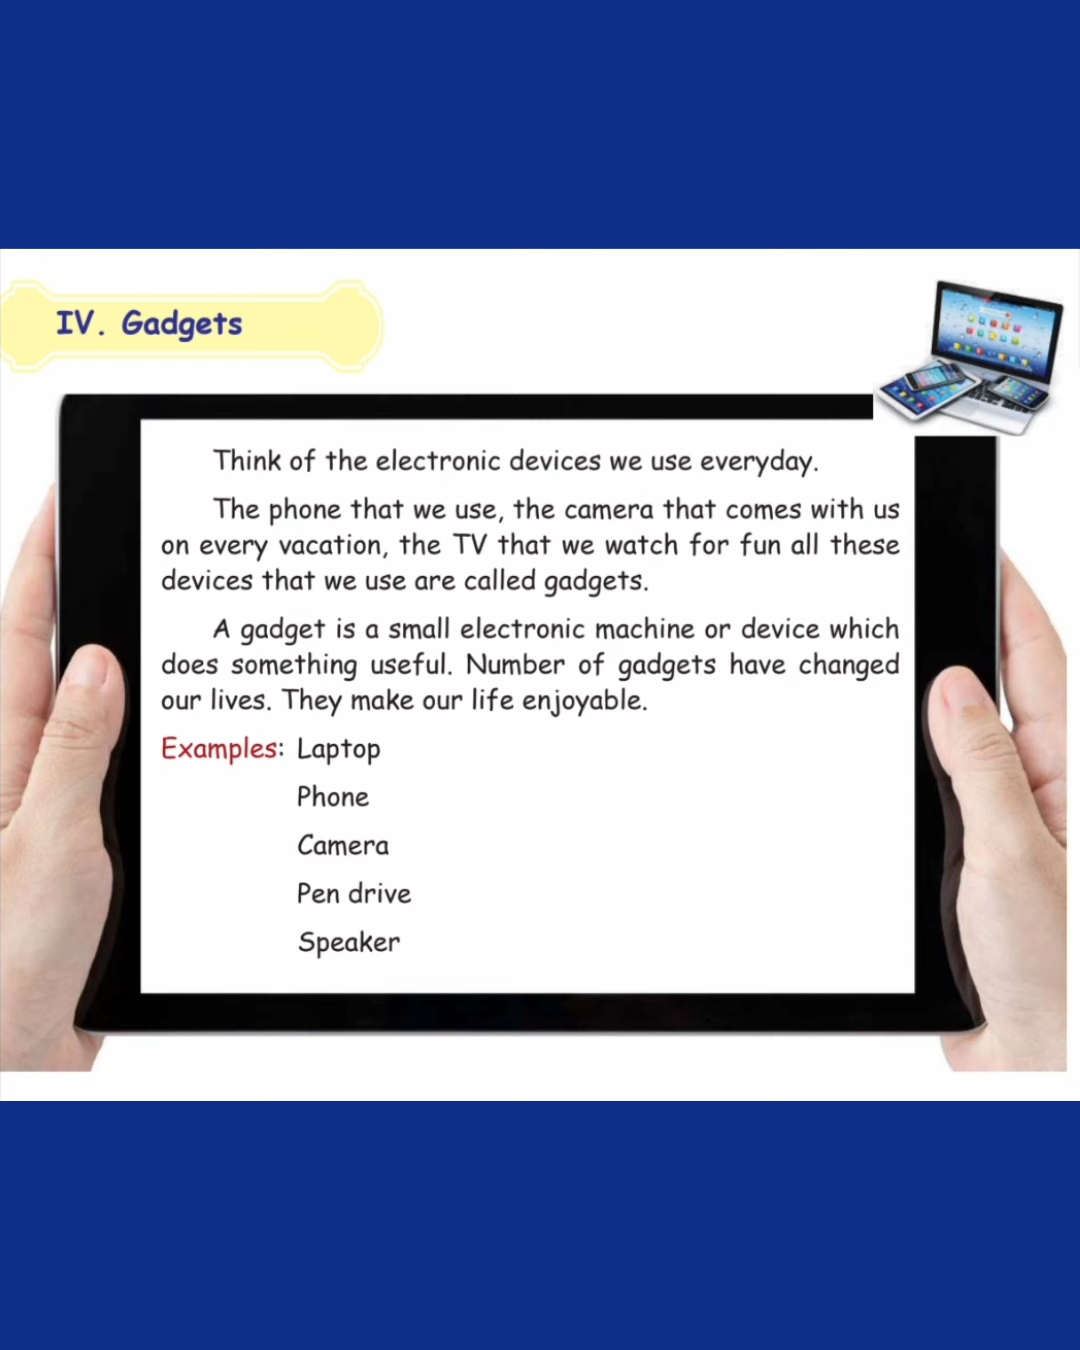 IV. Gadgets
Think of the electronic devices we use everyday.
The phone that we use, the camera that comes with us
on every vacation, the TV that we watch for fun all these
devices that we use are called gadgets.
A gadget is a small electronic machine or device which
does something useful. Number of gadgets have changed
our lives. They make our life enjoyable.
Examples: Laptop
Phone
Camera
Pen drive
Speaker